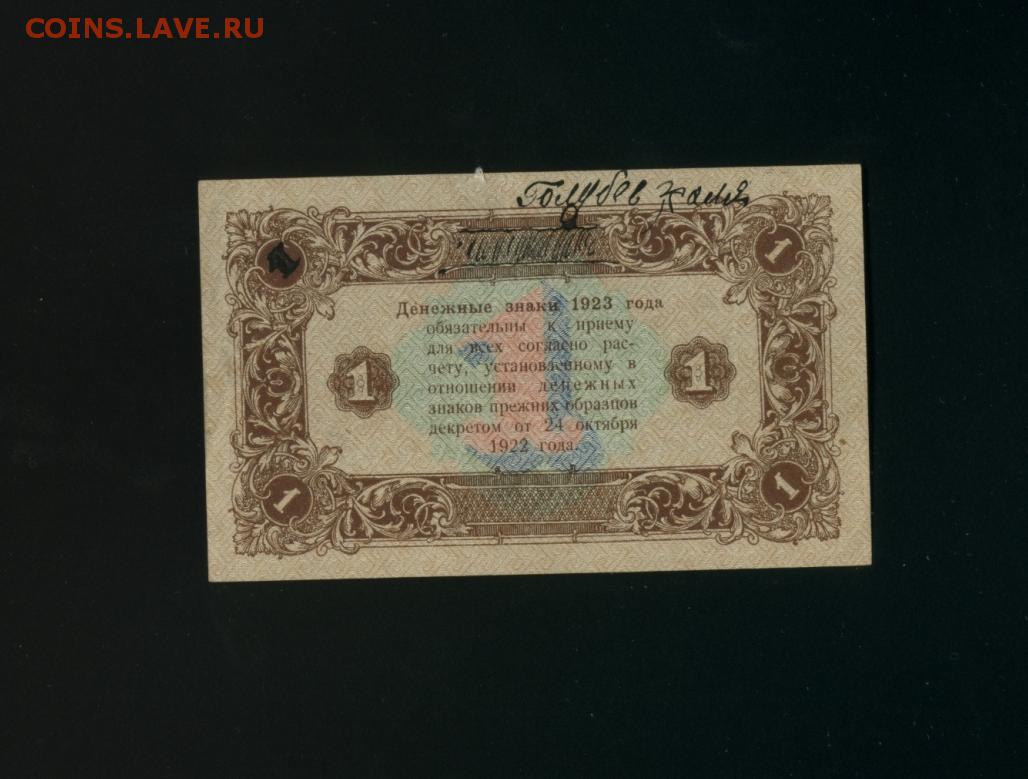 COINS.LAVE.RU
Голубев
1 1
Денежные знаки 1923 года
обязательны к приему
для всех согласно рас-
чету, установленному в
отношении денежных
знаков прежних образцов
декретом от 24 октября
1922 года.
1 1
1 1